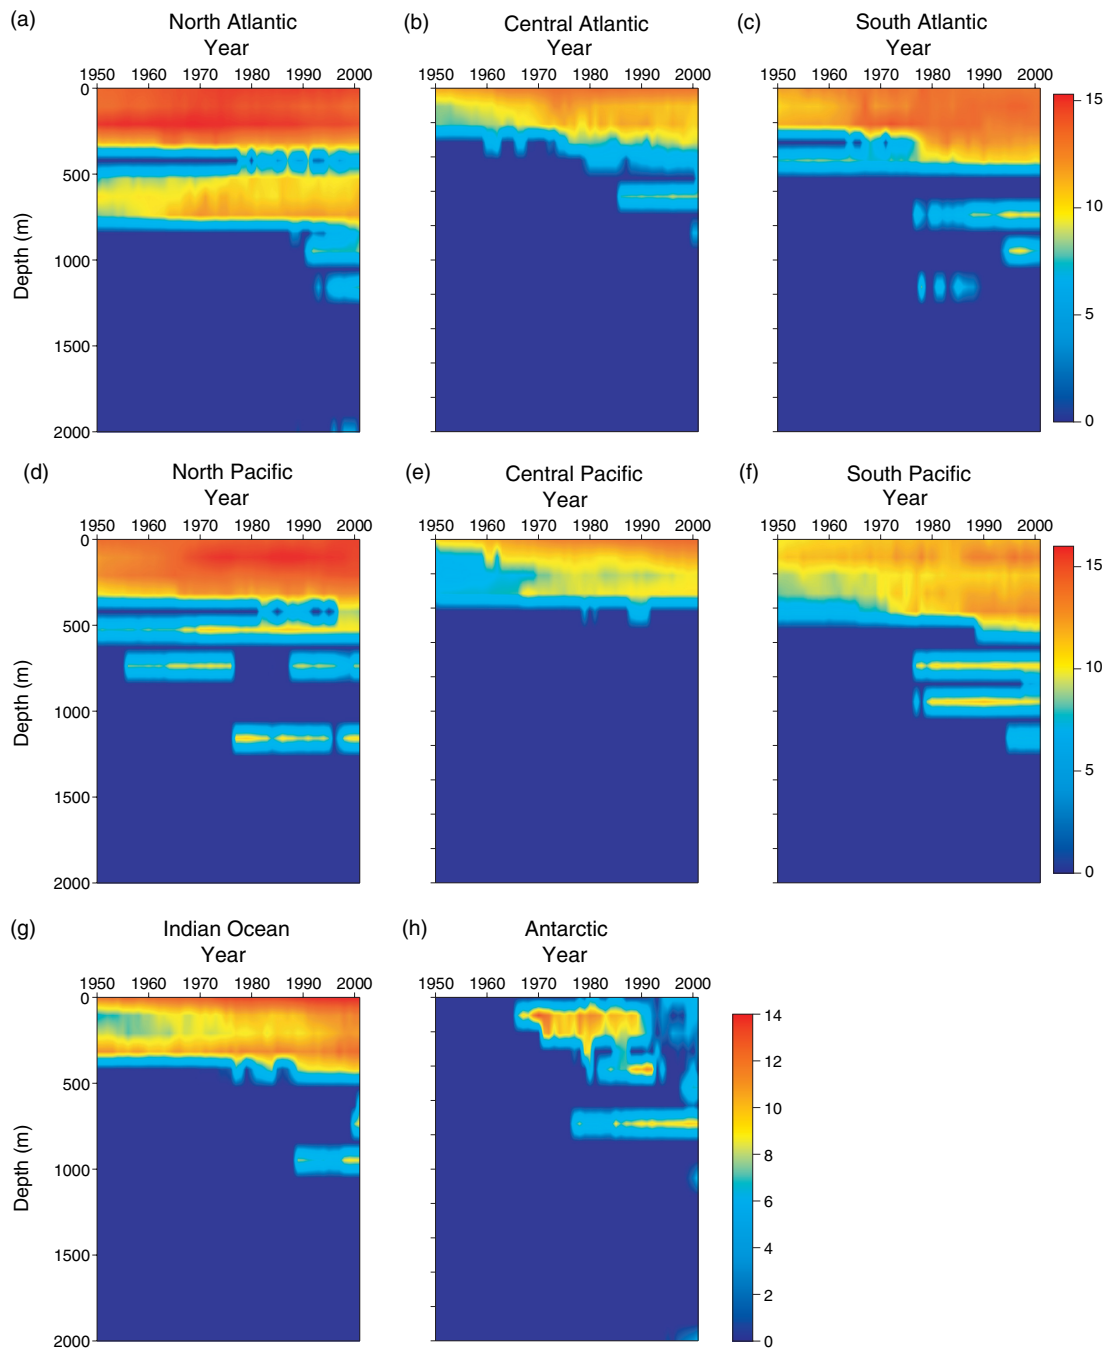 (a)
North Atlantic
Year
1950 1960 1970 1980 1990 2000
0
500
1000
1500
2000
Depth (m)
(b)
Central Atlantic
Year
1950 1960 1970 1980 1990 2000
(c)
South Atlantic
Year
1950 1960 1970 1980 1990 2000
15
10
5
0
(d)
North Pacific
Year
1950 1960 1970 1980 1990 2000
0
500
1000
1500
2000
Depth (m)
(e)
Central Pacific
Year
1950 1960 1970 1980 1990 2000
(f)
South Pacific
Year
1950 1960 1970 1980 1990 2000
15
10
5
0
(g)
Indian Ocean
Year
1950 1960 1970 1980 1990 2000
0
500
1000
1500
2000
Depth (m)
(h)
Antarctic
Year
1950 1960 1970 1980 1990 2000
14
12
10
8
6
4
2
0